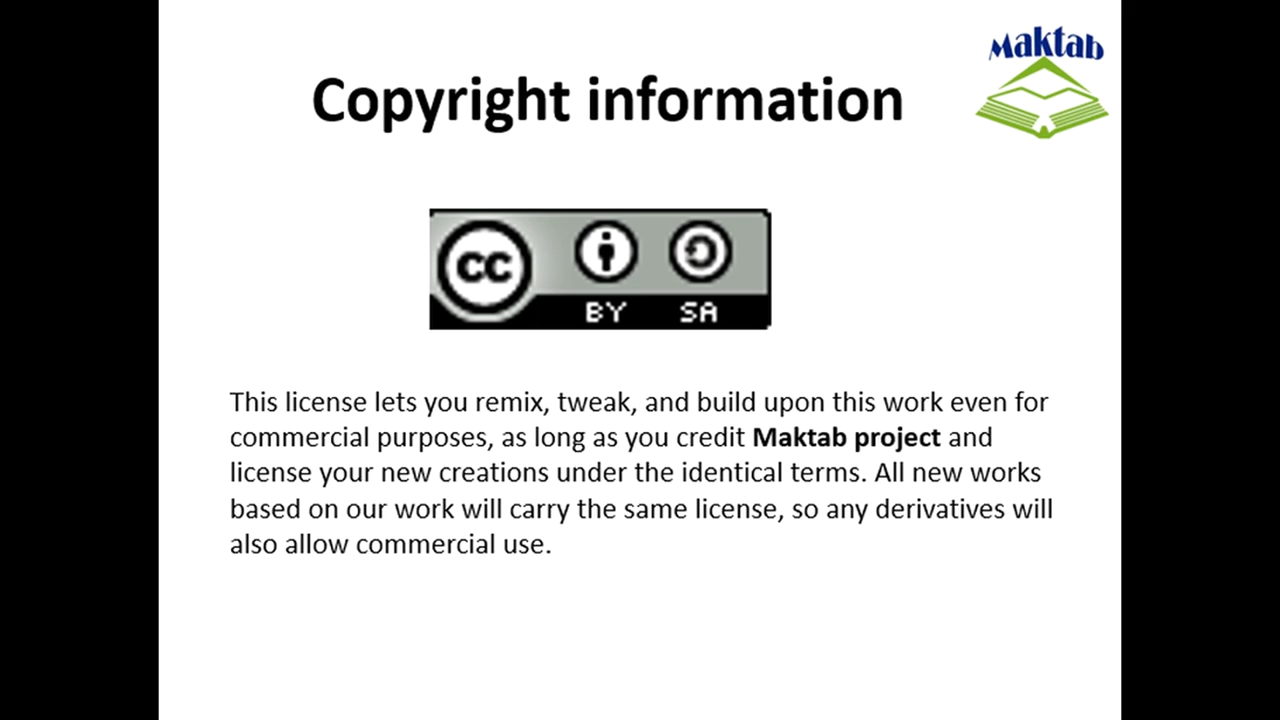 Maktab
Copyright information
cc
BY SA
This license lets you remix, tweak, and build upon this work even for
commercial purposes, as long as you credit Maktab project and
license your new creations under the identical terms. All new works
based on our work will carry the same license, so any derivatives will
also allow commercial use.